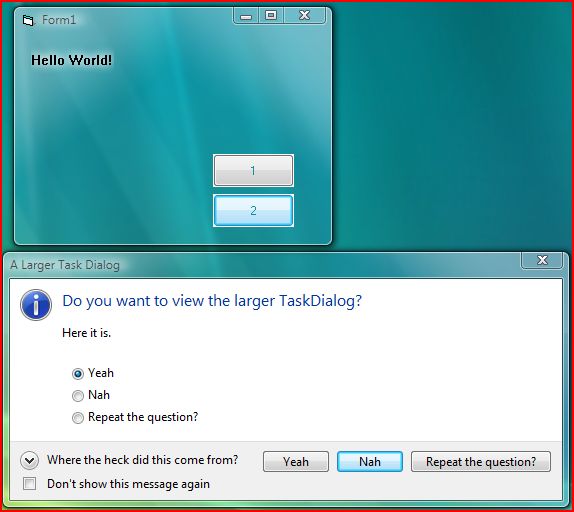 Form1
Hello World!
1
2
A Larger Task Dialog
Do you want to view the larger TaskDialog?
Here it is.
Yeah
Nah
Repeat the question?
Where the heck did this come from? Yeah Nah Repeat the question?
Don't show this message again